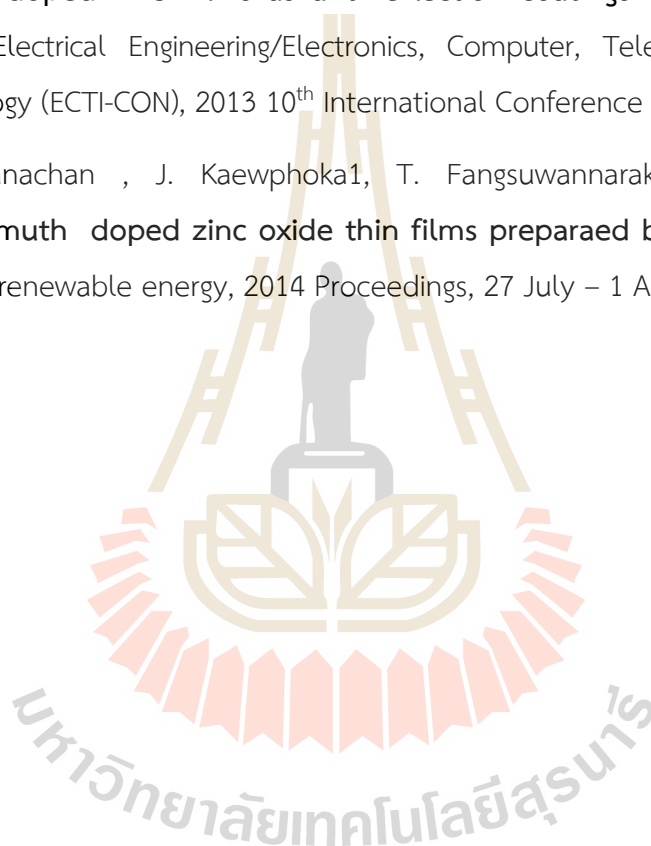 Electrical Engineering/Electronics, Computer, Tele
gy (ECTI-CON), 2013 10th International Conference
nachan , J. Kaewphoka1, T. Fangsuwannarak
muth doped zinc oxide thin films preparaed b
renewable energy, 2014 Proceedings, 27 July – 1 A
มหาวิทยาลัยเทคโนโลยีสุรนารี